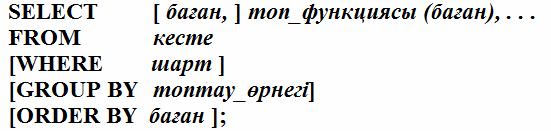 SELECT [ баған, ] топ_функциясы (баған), . . .
FROM кесте
[WHERE шарт ]
[GROUP BY топтау_өрнегі]
[ORDER BY баған ];